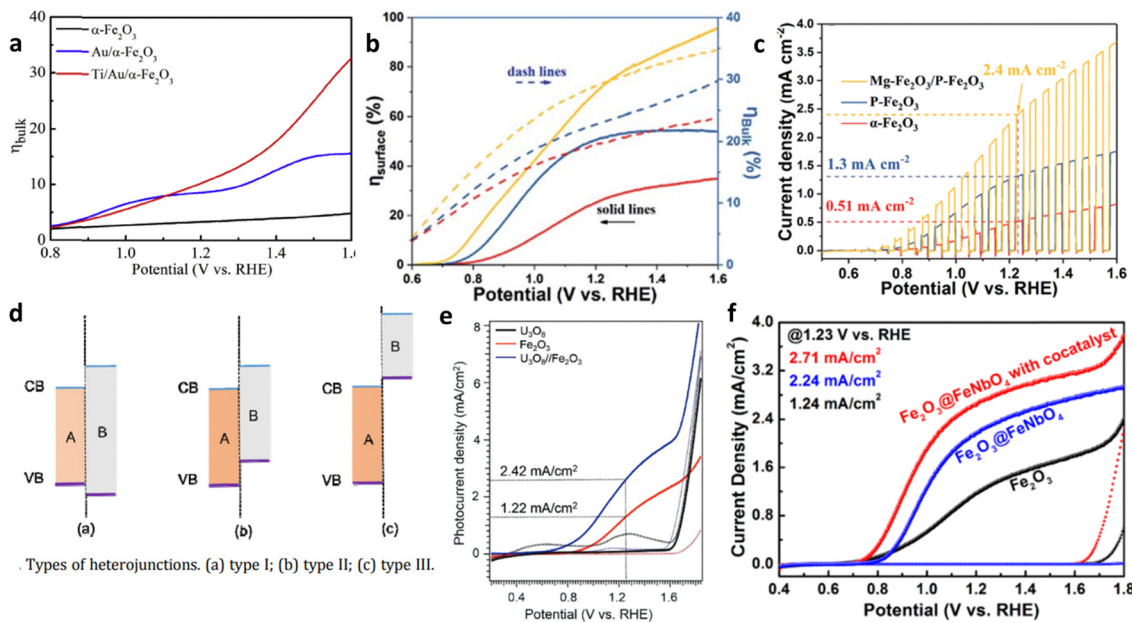 a
α-Fe2O3
Au/α-Fe2O3
Ti/Au/α-Fe2O3
ηbulk
40
30
20
10
0
0.8 1.0 1.2 1.4 1.6
Potential (V vs. RHE)
b
dash lines
solid lines
ηsurface (%)
100
80
60
40
20
0
ηBulk (%)
40
30
20
10
0
0.6 0.8 1.0 1.2 1.4 1.6
Potential (V vs. RHE)
c
Current density (mA cm-2)
4.0
3.5
3.0
2.5
2.0
1.5
1.0
0.5
0.0
2.4 mA cm-2
Mg-Fe2O3/P-Fe2O3
P-Fe2O3
α-Fe2O3
1.3 mA cm-2
0.51 mA cm-2
0.6 0.8 1.0 1.2 1.4 1.6
Potential (V vs. RHE)
d
CB
VB
A
B
(a)
CB
VB
A
B
(b)
CB
VB
A
B
(c)
. Types of heterojunctions. (a) type I; (b) type II; (c) type III.
e
U3O8
Fe2O3
U3O8//Fe2O3
Photocurrent density (mA/cm2)
8
6
4
2
0
2.42 mA/cm2
1.22 mA/cm2
0.4 0.8 1.2 1.6
Potential (V vs. RHE)
f
@1.23 V vs. RHE
2.71 mA/cm2
2.24 mA/cm2
1.24 mA/cm2
Fe2O3@FeNbO4 with cocatalyst
Fe2O3@FeNbO4
Fe2O3
Current Density (mA/cm2)
4.0
3.2
2.4
1.6
0.8
0.0
0.4 0.6 0.8 1.0 1.2 1.4 1.6 1.8
Potential (V vs. RHE)